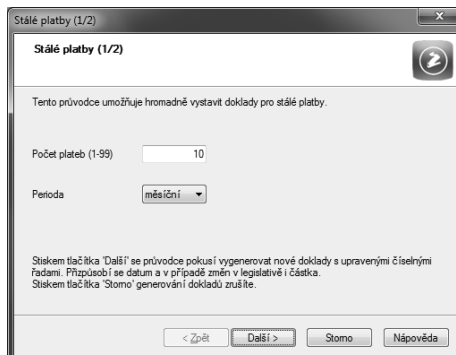 Stálé platby (1/2)
x
Stálé platby (1/2)
2
Tento průvodce umožňuje hromadně vystavit doklady pro stálé platby.
Počet plateb (1-99)
10
Perioda
měsíční
Stiskem tlačítka 'Další' se průvodce pokusí vygenerovat nové doklady s upravenými číselnými
řadami. Přizpůsobí se datum a v případě změn v legislativě i částka.
Stiskem tlačítka 'Storno' generování dokladů zrušíte.
< Zpět
Další >
Storno
Nápověda